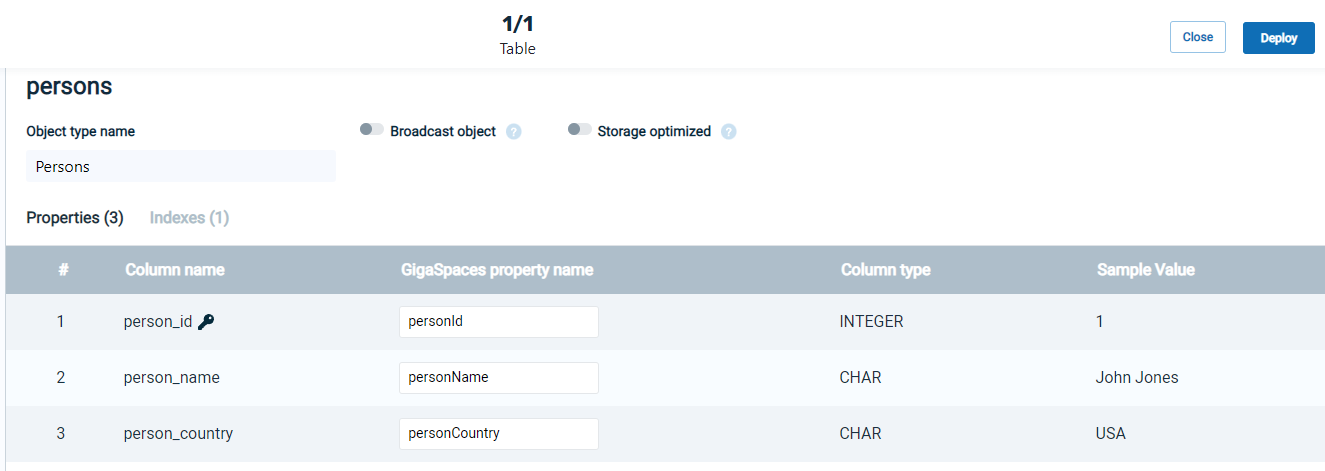 1/1
Table
Close
Deploy
persons
Object type name
Broadcast object ?
Storage optimized ?
Persons
Properties (3) Indexes (1)
# Column name GigaSpaces property name Column type Sample Value
1 person_id personId INTEGER 1
2 person_name personName CHAR John Jones
3 person_country personCountry CHAR USA